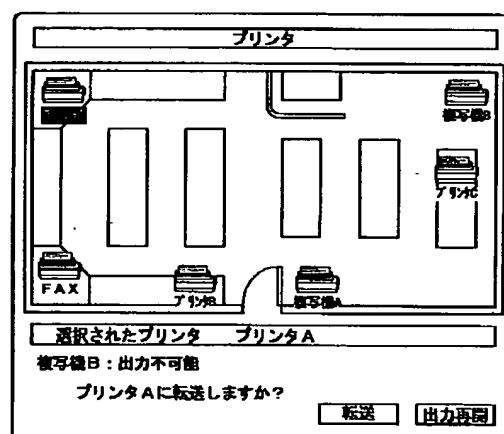 プリンタ
複写機B
プリンタC
FAX
プリンタB
複写機A
選択されたプリンタ プリンタA
複写機B：出力不可能
プリンタAに転送しますか？
転送 出力再開